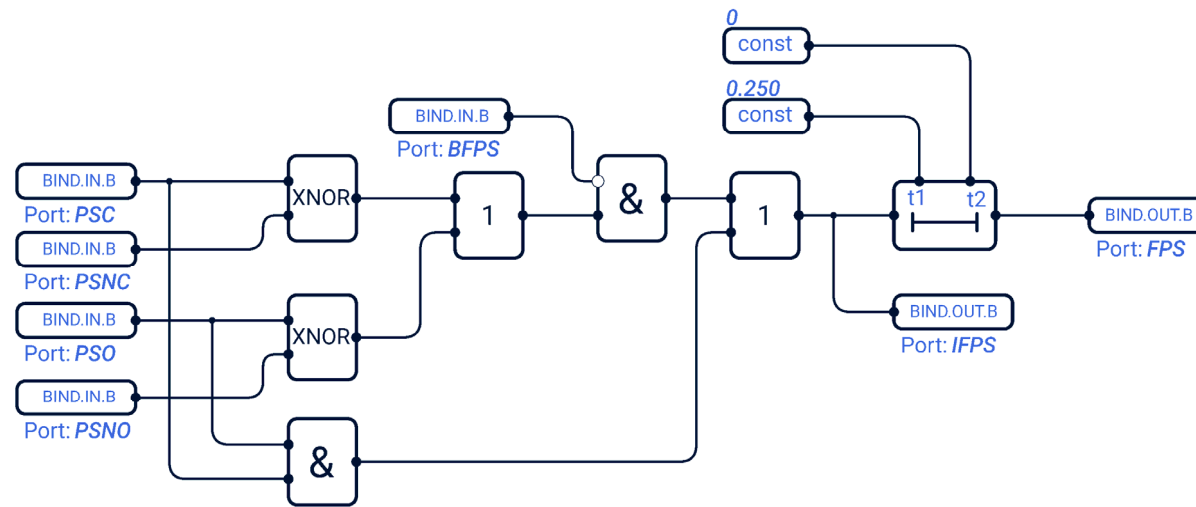 0
const
0.250
const
BIND.IN.B
Port: BFPS
BIND.IN.B
Port: PSC
BIND.IN.B
Port: PSNC
BIND.IN.B
Port: PSO
BIND.IN.B
Port: PSNO
XNOR
XNOR
&
1
&
1
t1 t2
BIND.OUT.B
Port: FPS
BIND.OUT.B
Port: IFPS